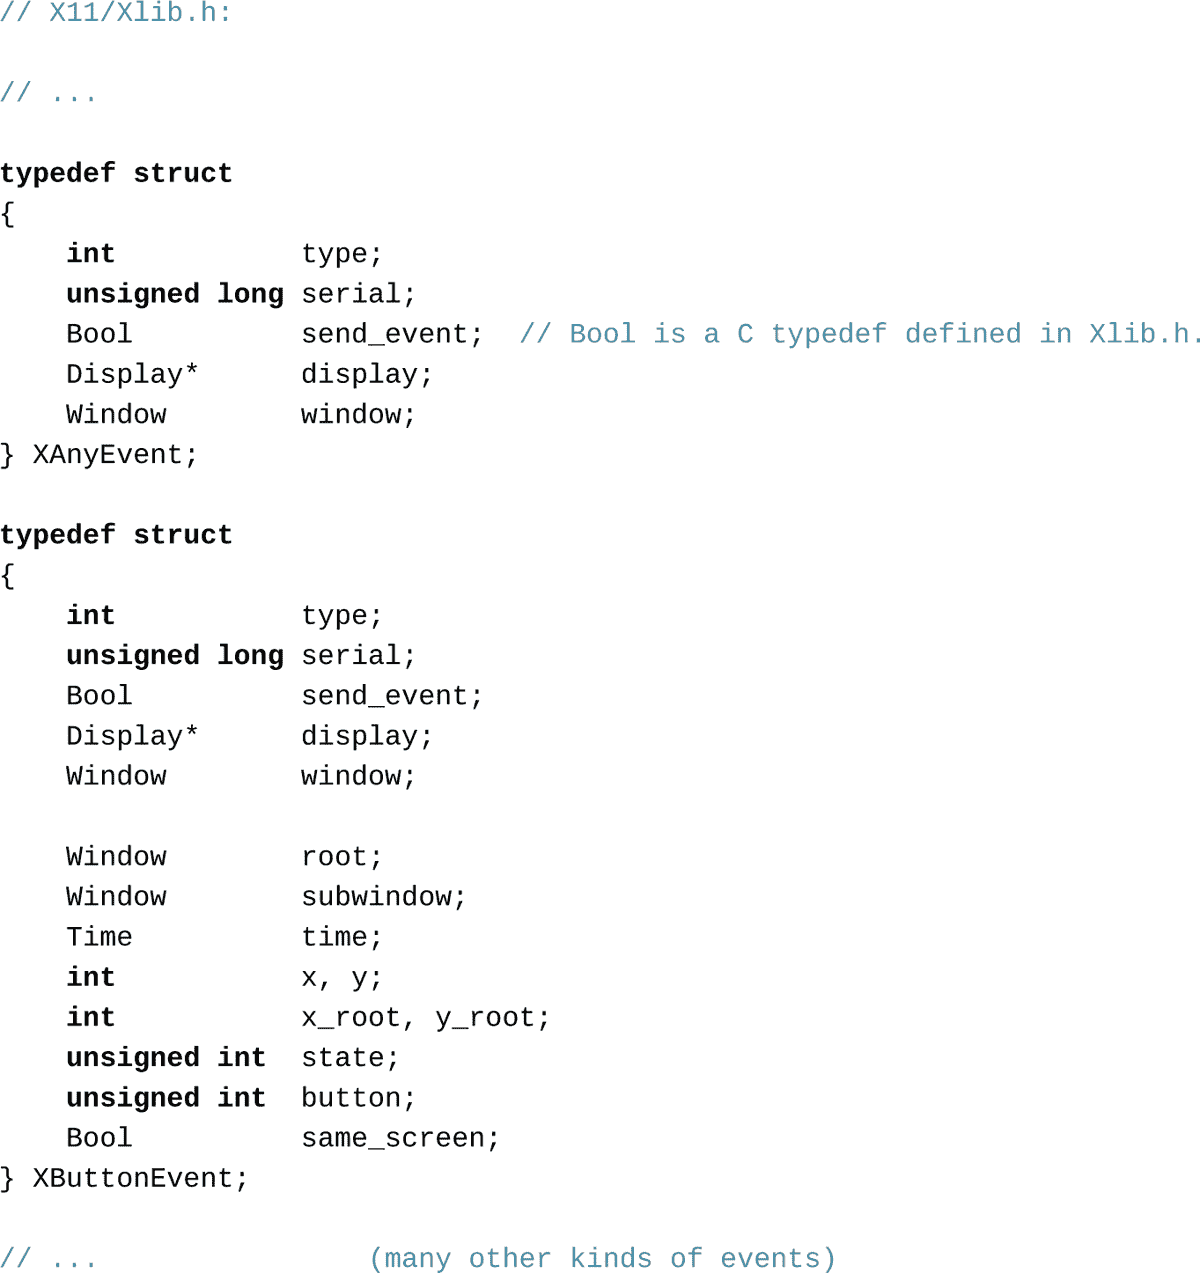 // X11/Xlib.h:
// ...
typedef struct
{
    int           type;
    unsigned long serial;
    Bool          send_event;  // Bool is a C typedef defined in Xlib.h.
    Display*      display;
    Window        window;
} XAnyEvent;
typedef struct
{
    int           type;
    unsigned long serial;
    Bool          send_event;
    Display*      display;
    Window        window;
    Window        root;
    Window        subwindow;
    Time          time;
    int           x, y;
    int           x_root, y_root;
    unsigned int  state;
    unsigned int  button;
    Bool          same_screen;
} XButtonEvent;
// ...                (many other kinds of events)